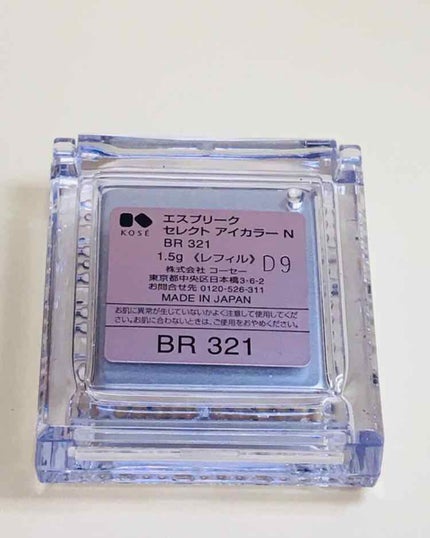 KOSÉ
エスプリーク
セレクト アイカラー N
BR 321
1.5g 《レフィル》 D9
株式会社 コーセー
東京都中央区日本橋3-6-2
お問合せ先 0120-526-311
MADE IN JAPAN
お肌に異常が生じていないかよく注意して使用してくだ
さい。お肌に合わないときは、ご使用をおやめください。
BR 321